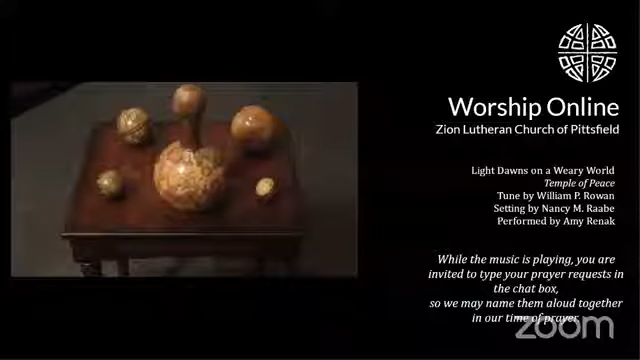 Worship Online
Zion Lutheran Church of Pittsfield
Light Dawns on a Weary World
Temple of Peace
Tune by William P. Rowan
Setting by Nancy M. Raabe
Performed by Amy Renak
While the music is playing, you are
invited to type your prayer requests in
the chat box,
so we may name them aloud together
in our time of prayer.
zoom